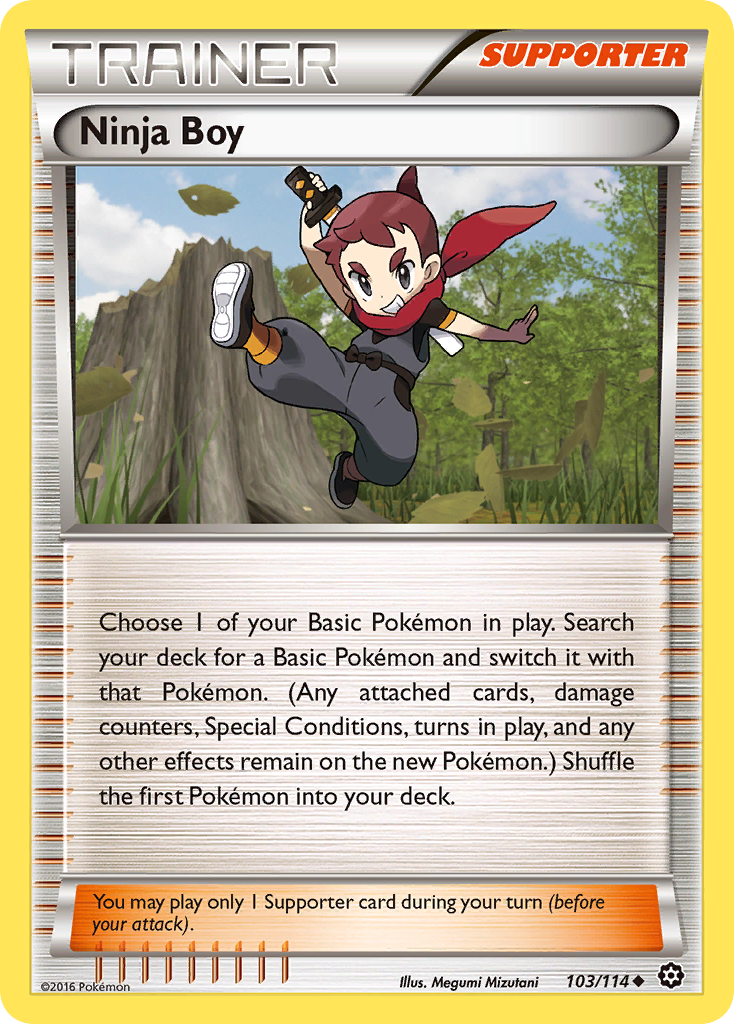 TRAINER
SUPPORTER
Ninja Boy
Choose 1 of your Basic Pokémon in play. Search
your deck for a Basic Pokémon and switch it with
that Pokémon. (Any attached cards, damage
counters, Special Conditions, turns in play, and any
other effects remain on the new Pokémon.) Shuffle
the first Pokémon into your deck.
You may play only 1 Supporter card during your turn (before
your attack).
©2016 Pokémon
Illus. Megumi Mizutani
103/114